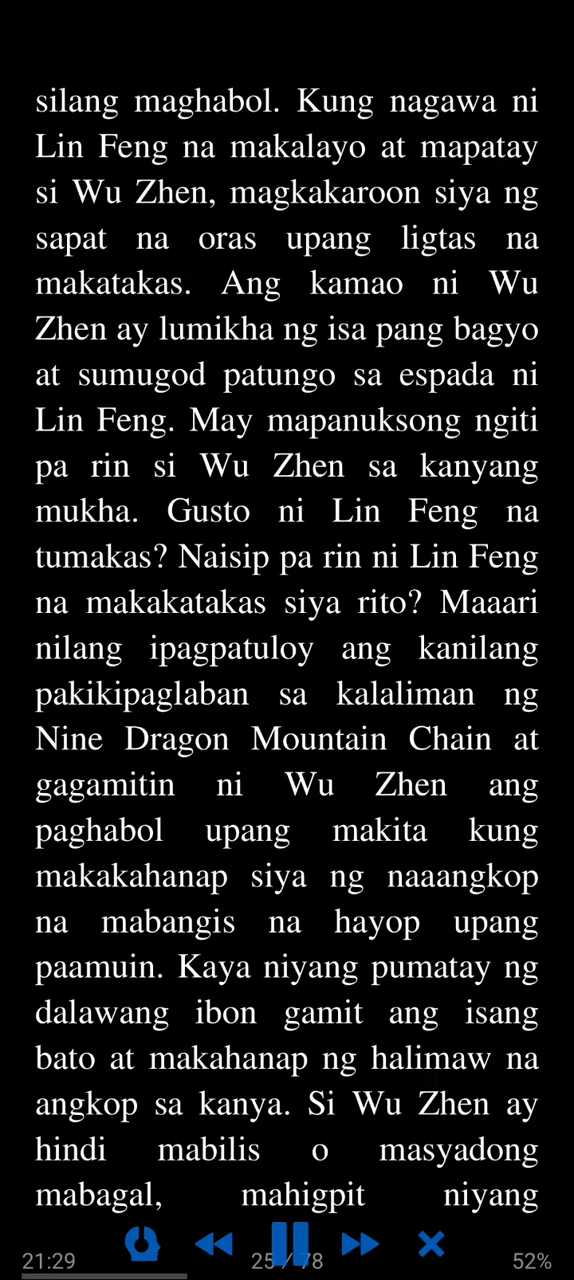 silang maghabol. Kung nagawa ni
Lin Feng na makalayo at mapatay
si Wu Zhen, magkakaroon siya ng
sapat na oras upang ligtas na
makatakas. Ang kamao ni Wu
Zhen ay lumikha ng isa pang bagyo
at sumugod patungo sa espada ni
Lin Feng. May mapanuksong ngiti
pa rin si Wu Zhen sa kanyang
mukha. Gusto ni Lin Feng na
tumakas? Naisip pa rin ni Lin Feng
na makakatakas siya rito? Maaari
nilang ipagpatuloy ang kanilang
pakikipaglaban sa kalaliman ng
Nine Dragon Mountain Chain at
gagamitin ni Wu Zhen ang
paghabol upang makita kung
makakahanap siya ng naaangkop
na mabangis na hayop upang
paamuin. Kaya niyang pumatay ng
dalawang ibon gamit ang isang
bato at makahanap ng halimaw na
angkop sa kanya. Si Wu Zhen ay
hindi mabilis o masyadong
mabagal, mahigpit niyang
21:29 25 / 78 52%